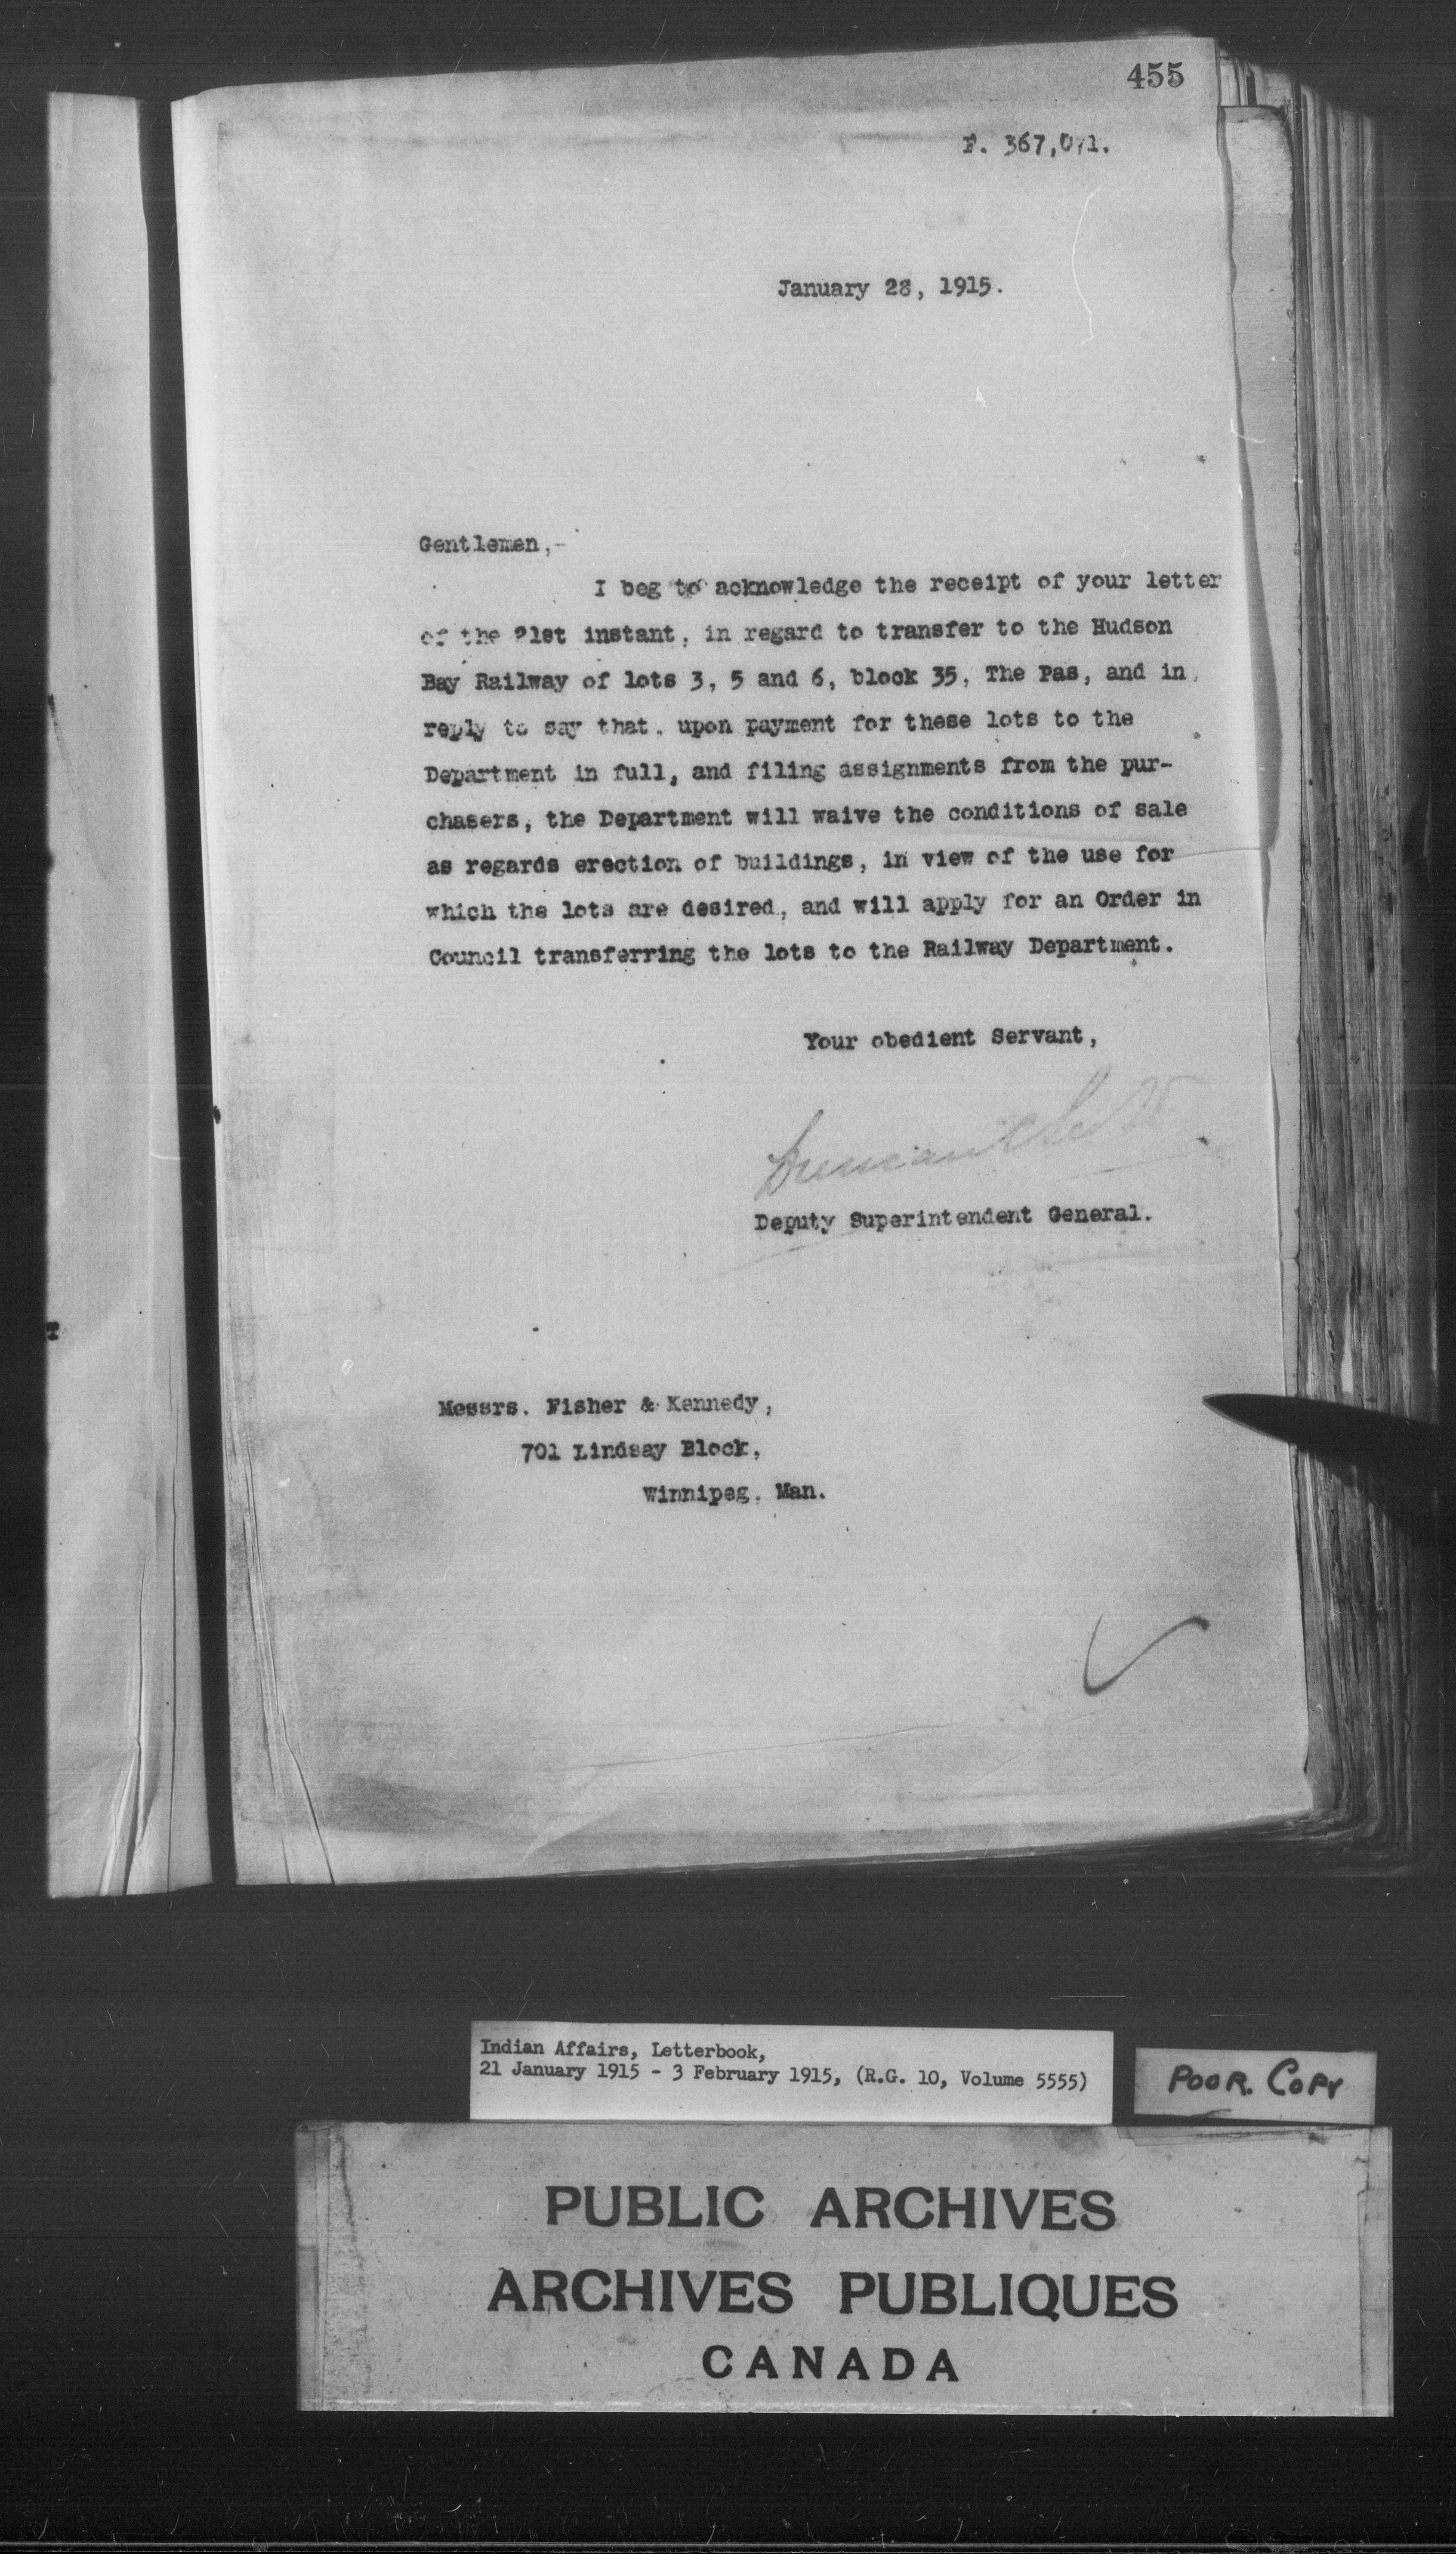 455
F. 367,071.
January 28, 1915.
Gentlemen,-
I beg to acknowledge the receipt of your letter
of the 21st instant, in regard to transfer to the Hudson
Bay Railway of lots 3, 5 and 6, block 35, The Pas, and in
reply to say that, upon payment for these lots to the
Department in full, and filing assignments from the pur-
chasers, the Department will waive the conditions of sale
as regards erection of buildings, in view of the use for
which the lots are desired, and will apply for an Order in
Council transferring the lots to the Railway Department.
Your obedient Servant,
Duncan C Scott
Deputy Superintendent General.
Messrs. Fisher & Kennedy,
701 Lindsay Block,
Winnipeg, Man.
Indian Affairs, Letterbook,
21 January 1915 - 3 February 1915, (R.G. 10, Volume 5555)
POOR. COPY
PUBLIC ARCHIVES
ARCHIVES PUBLIQUES
CANADA